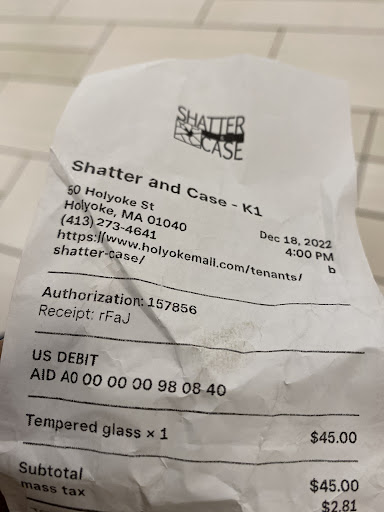 SHATTER
CASE
Shatter and Case - K1
50 Holyoke St
Holyoke, MA 01040
(413) 273-4641
https://www.holyokemall.com/tenants/
shatter-case/
Dec 18, 2022
4:00 PM
b
Authorization: 157856
Receipt: rFaJ
US DEBIT
AID A0 00 00 00 98 08 40
Tempered glass × 1 $45.00
Subtotal $45.00
mass tax $2.81